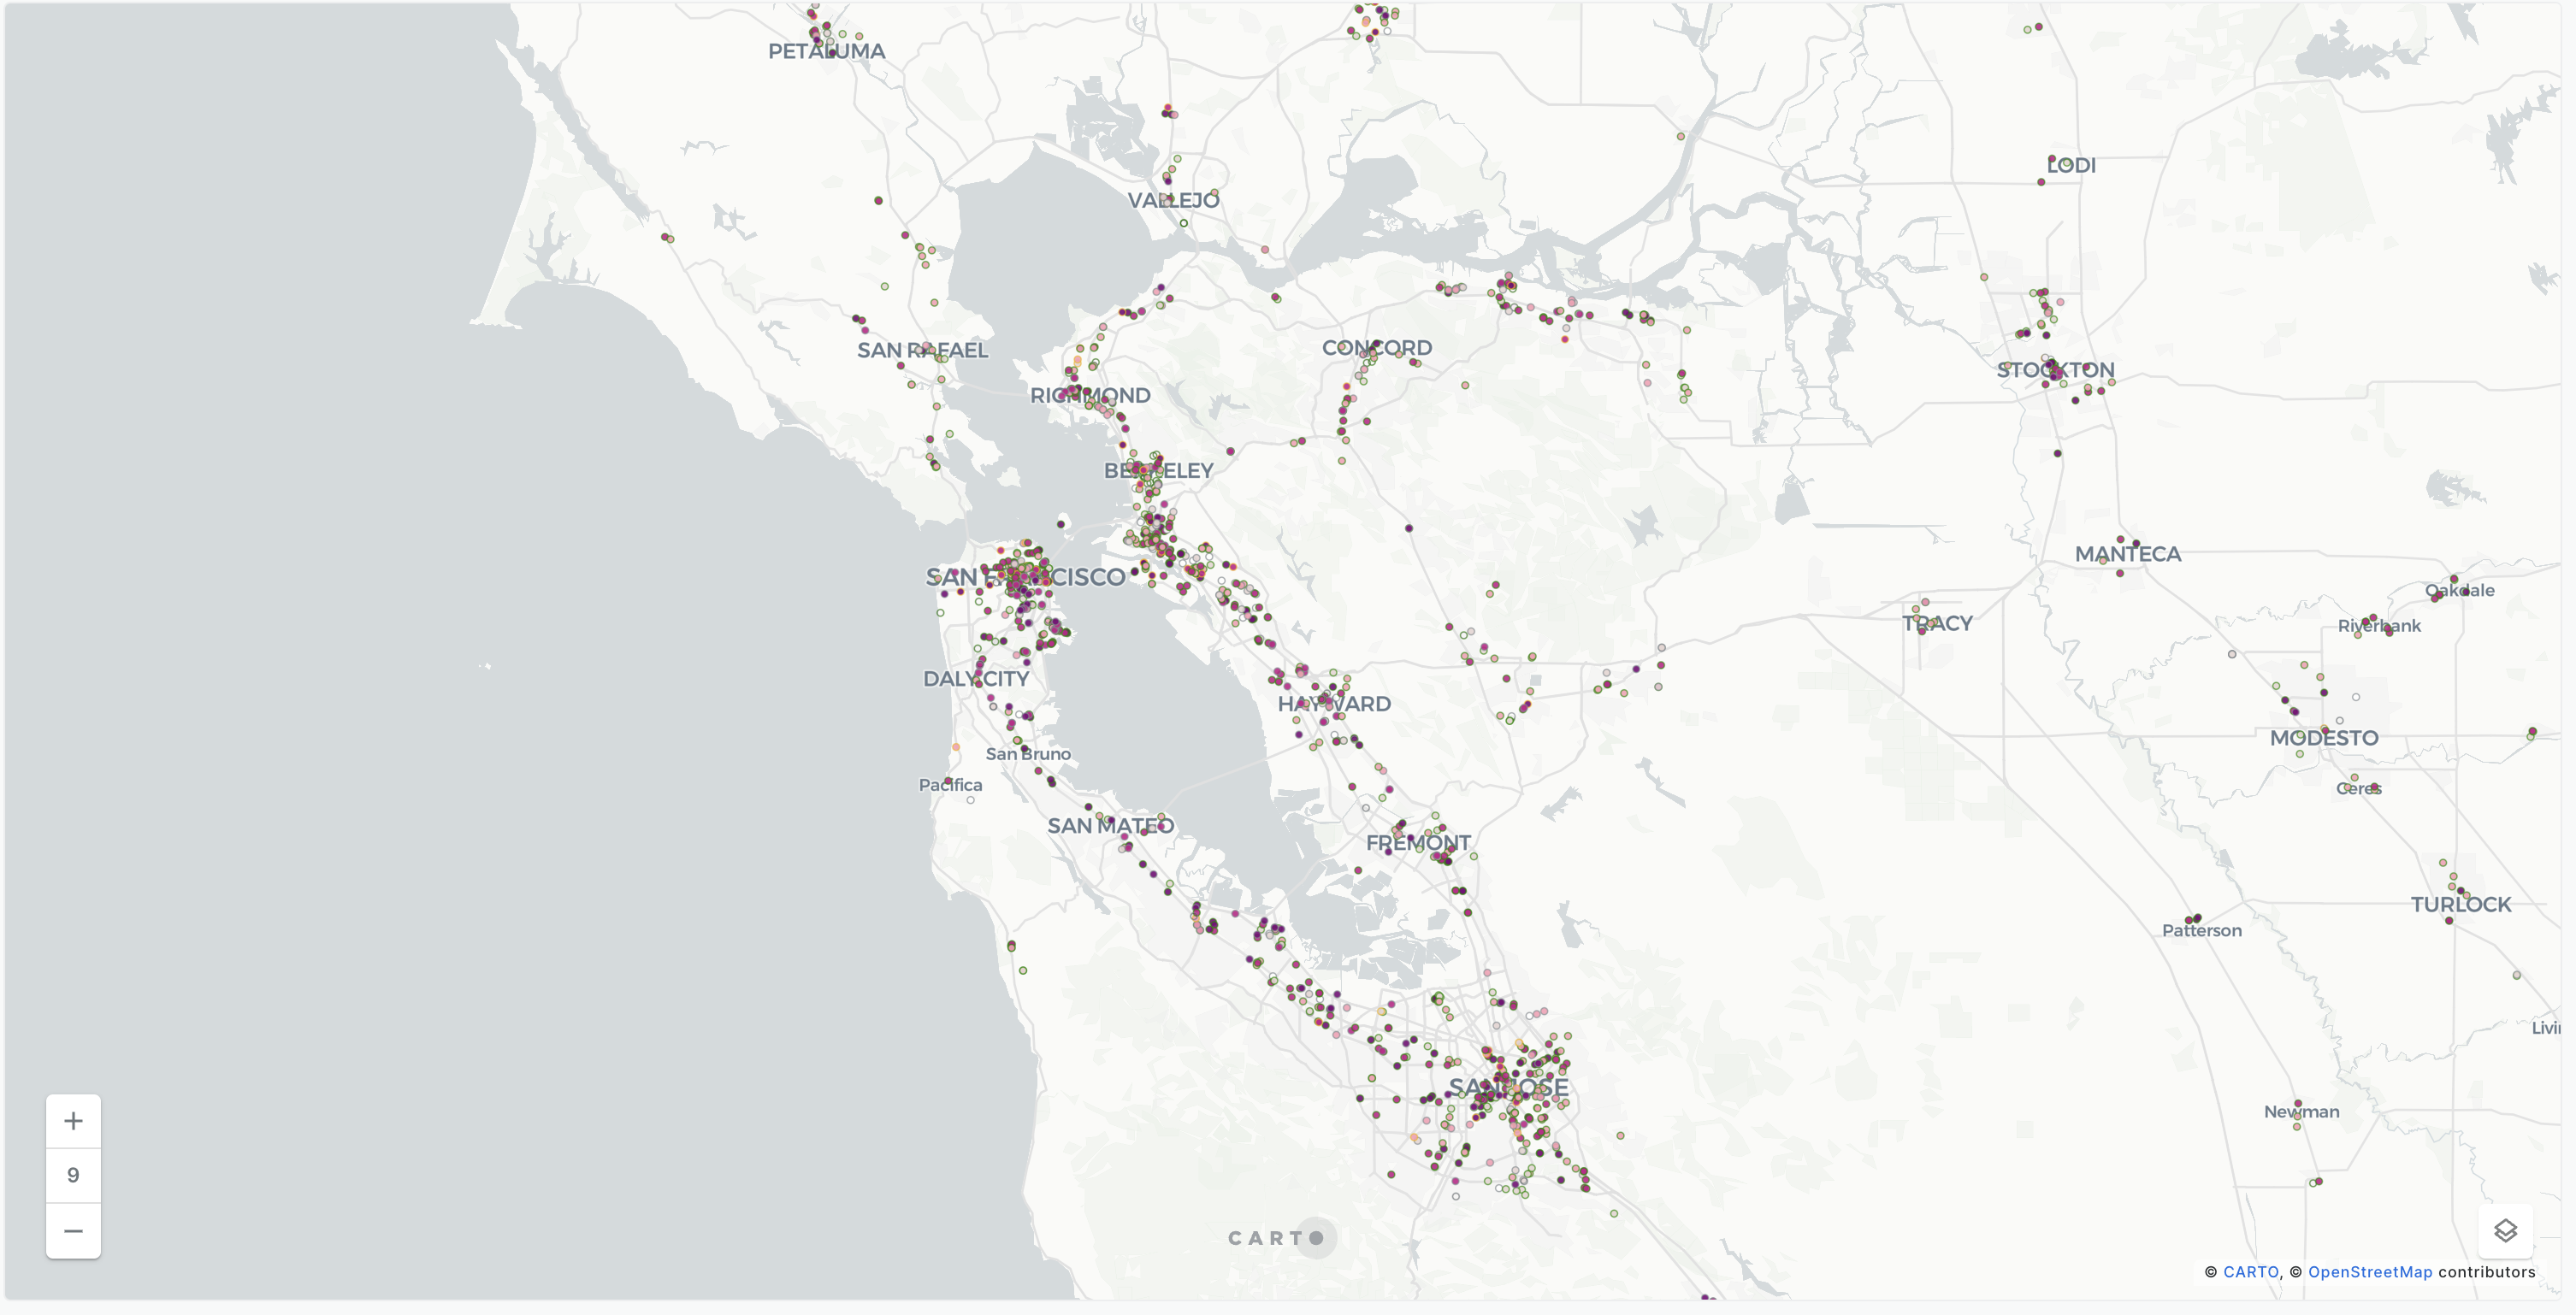 PETALUMA
LODI
VALLEJO
SAN RAFAEL
CONCORD
STOCKTON
RICHMOND
BERKELEY
MANTECA
SAN FRANCISCO
Oakdale
TRACY
Riverbank
DALY CITY
HAYWARD
MODESTO
San Bruno
Pacifica
Ceres
SAN MATEO
FREMONT
TURLOCK
Patterson
Livi
SAN JOSE
Newman
+
9
−
CARTO
© CARTO, © OpenStreetMap contributors